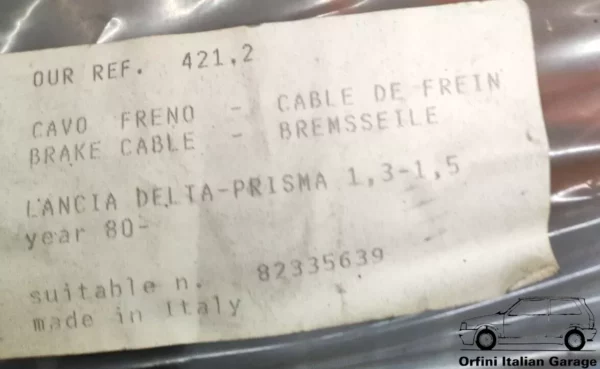 OUR REF. 421,2
CAVO FRENO - CABLE DE FREIN
BRAKE CABLE - BREMSSEILE
LANCIA DELTA-PRISMA 1,3-1,5
year 80-
suitable n. 82335639
made in Italy
Orfini Italian Garage